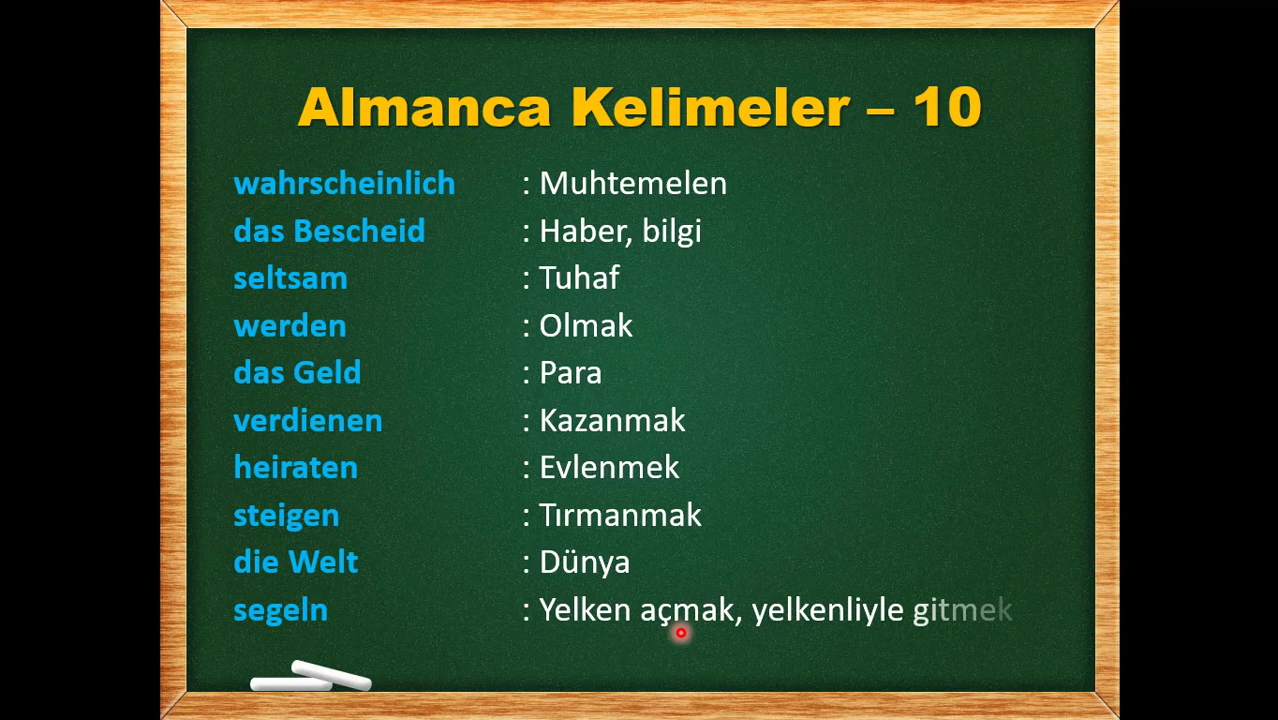 Almanca Kelimeler – 10
wahrscheinlich : Muhtemelen
das Bescheid : Haber, bilgi
seltsam : Tuhaf
werden : Olmak
das Geld : Para
verdienen : Kazanmak
heiraten : Evlenmek
steigen : Tırmanmak
die Welt : Dünya
segeln : Yelken açmak, yelkenliyle gitmek